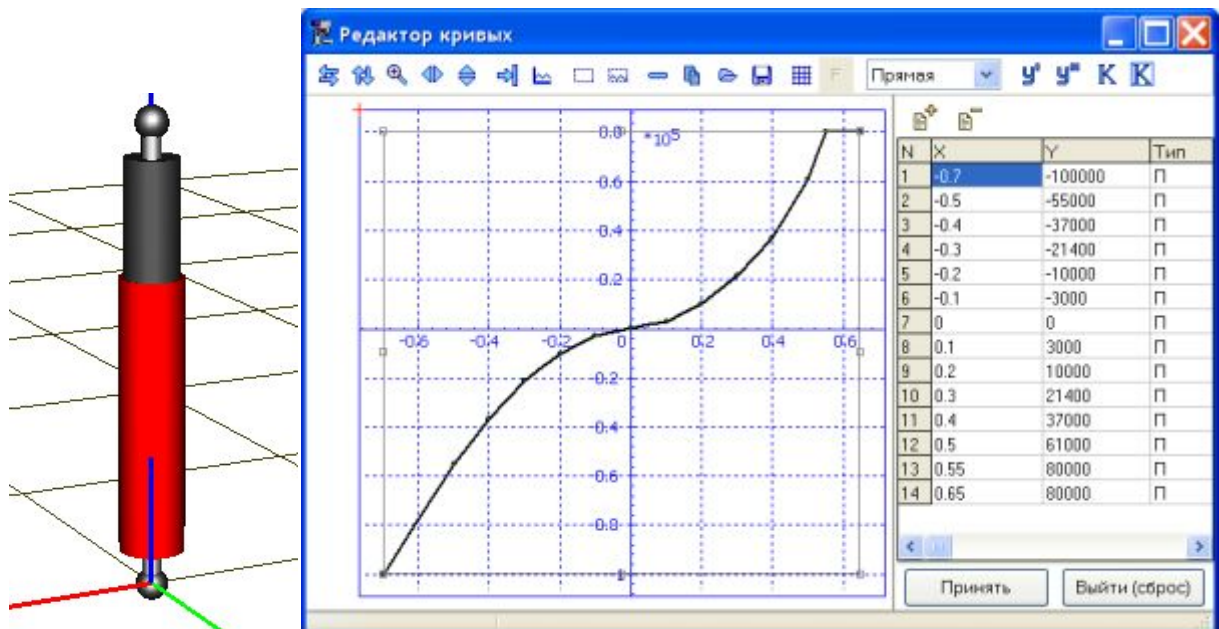 Редактор кривых
Прямая y' y'' K K
*10⁵
0.8
0.6
0.4
0.2
-0.6 -0.4 -0.2 0 0.2 0.4 0.6
0.2
0.4
0.6
0.8
1
N X Y Тип
1 -0.7 -100000 П
2 -0.5 -55000 П
3 -0.4 -37000 П
4 -0.3 -21400 П
5 -0.2 -10000 П
6 -0.1 -3000 П
7 0 0 П
8 0.1 3000 П
9 0.2 10000 П
10 0.3 21400 П
11 0.4 37000 П
12 0.5 61000 П
13 0.55 80000 П
14 0.65 80000 П
Принять Выйти (сброс)